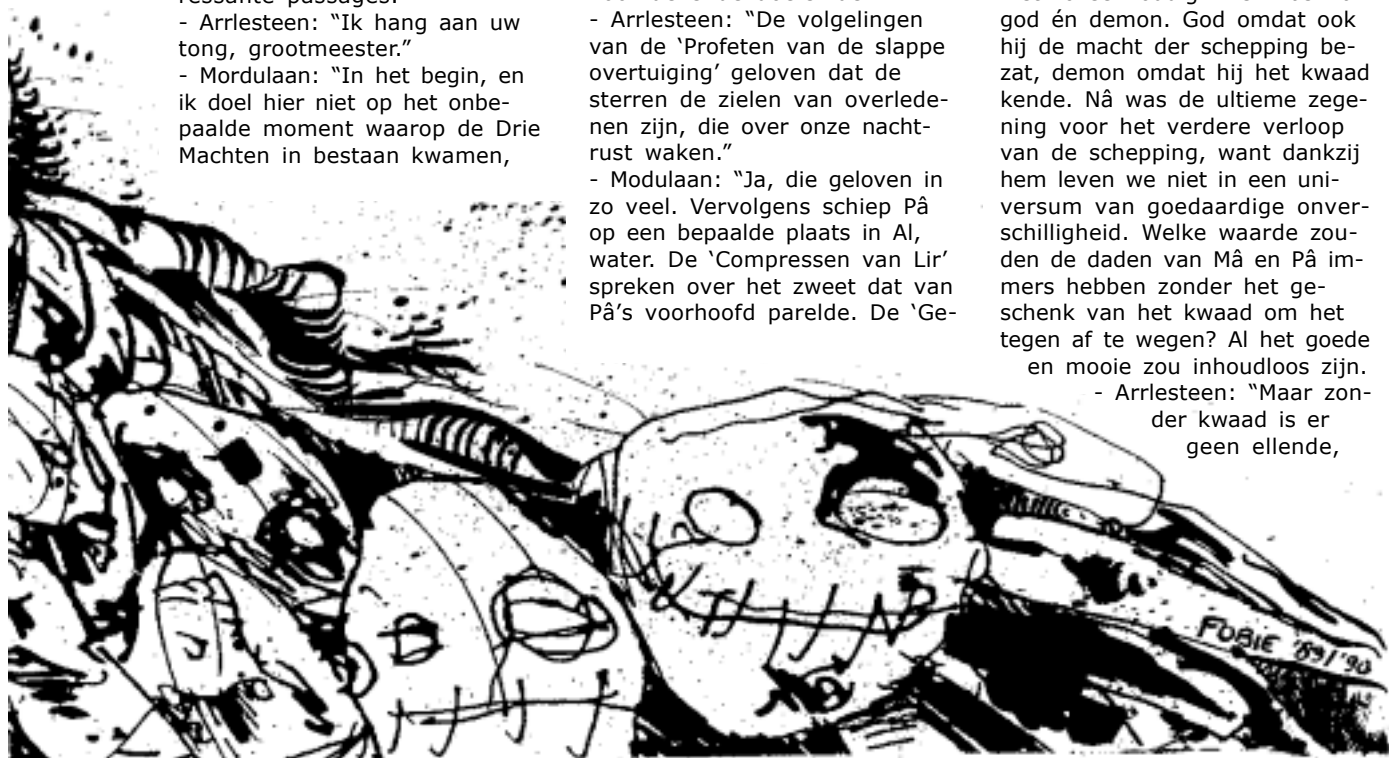 ressante passages.”
- Arrlesteen: “Ik hang aan uw
tong, grootmeester.”
- Mordulaan: “In het begin, en
ik doel hier niet op het onbe-
paalde moment waarop de Drie
Machten in bestaan kwamen,
- Arrlesteen: “De volgelingen
van de ‘Profeten van de slappe
overtuiging’ geloven dat de
sterren de zielen van overlede-
nen zijn, die over onze nacht-
rust waken.”
- Modulaan: “Ja, die geloven in
zo veel. Vervolgens schiep Pâ
op een bepaalde plaats in Al,
water. De ‘Compressen van Lir’
spreken over het zweet dat van
Pâ’s voorhoofd parelde. De ‘Ge-
god én demon. God omdat ook
hij de macht der schepping be-
zat, demon omdat hij het kwaad
kende. Nâ was de ultieme zege-
ning voor het verdere verloop
van de schepping, want dankzij
hem leven we niet in een uni-
versum van goedaardige onver-
schilligheid. Welke waarde zou-
den de daden van Mâ en Pâ im-
mers hebben zonder het ge-
schenk van het kwaad om het
tegen af te wegen? Al het goede
en mooie zou inhoudloos zijn.
- Arrlesteen: “Maar zon-
der kwaad is er
geen ellende,
FOBIE '89/'90